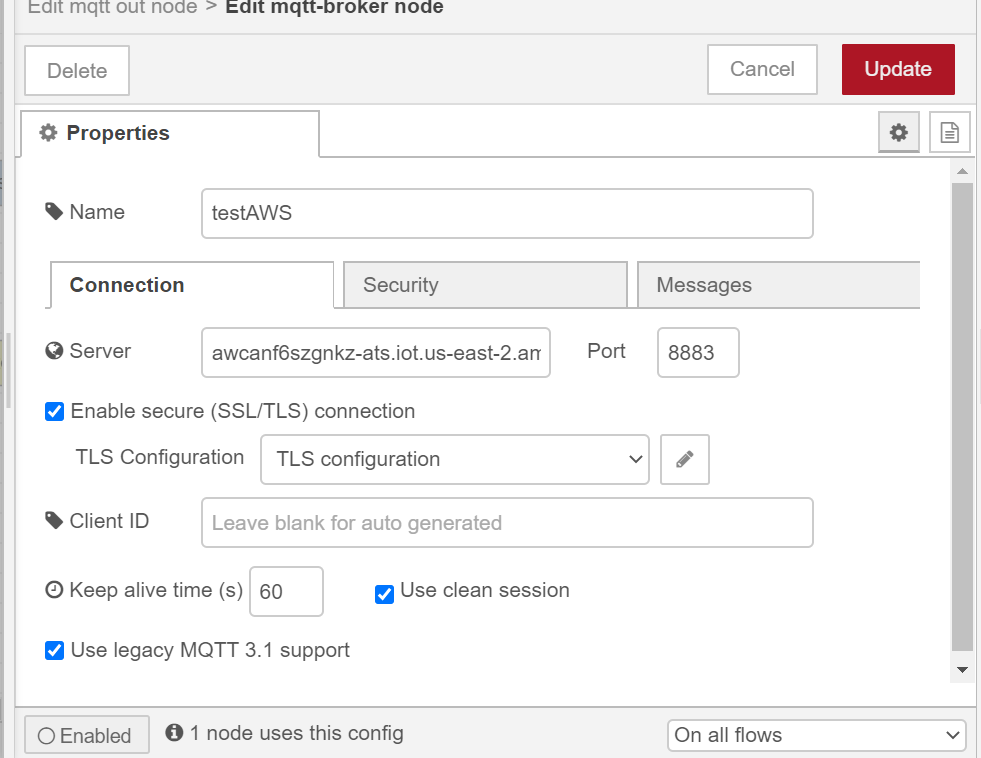 Edit mqtt out node > Edit mqtt-broker node
Delete
Cancel
Update
Properties
Name
testAWS
Connection
Security
Messages
Server
awcanf6szgnkz-ats.iot.us-east-2.am
Port
8883
Enable secure (SSL/TLS) connection
TLS Configuration
TLS configuration
Client ID
Leave blank for auto generated
Keep alive time (s)
60
Use clean session
Use legacy MQTT 3.1 support
Enabled
1 node uses this config
On all flows